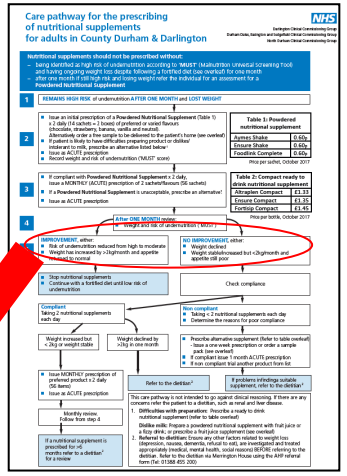 Care pathway for the prescribing
of nutritional supplements
for adults in County Durham & Darlington
NHS
Darlington Clinical Commissioning Group
Durham Dales, Easington and Sedgefield Clinical Commissioning Group
North Durham Clinical Commissioning Group
Nutritional supplements should not be prescribed without:
- being identified as high risk of undernutrition according to 'MUST' (Malnutrition Universal Screening Tool)
and having ongoing weight loss despite following a fortified diet (see overleaf) for one month
- after one month if still high risk and losing weight refer the individual for an assessment for a
Powdered Nutritional Supplement
1 REMAINS HIGH RISK of undernutrition AFTER ONE MONTH and LOST WEIGHT
2
Issue an initial prescription of a Powdered Nutritional Supplement (Table 1)
x 2 daily (14 sachets = 2 boxes) of preferred or varied flavours
(chocolate, strawberry, banana, vanilla and neutral)
Alternatively order a free sample to be delivered to the patient's home (see overleaf)
If patient is likely to have difficulties preparing product or dislikes/
intolerant to milk, prescribe an alternative listed below
Issue as ACUTE prescription
Record weight and risk of undernutrition ('MUST' score)
Table 1: Powdered
nutritional supplement
Aymes Shake 0.60p
Ensure Shake 0.60p
Foodlink Complete 0.60p
Price per sachet, October 2017
3
If compliant with Powdered Nutritional Supplement x 2 daily,
issue a MONTHLY (ACUTE) prescription of 2 sachets/flavours (56 sachets)
If a Powdered Nutritional Supplement is unacceptable, prescribe an alternative
Issue as ACUTE prescription
Table 2: Compact ready to
drink nutritional supplement
Altraplen Compact £1.33
Ensure Compact £1.35
Fortisip Compact £1.45
Price per bottle, October 2017
4
After ONE MONTH review:
Weight and risk of undernutrition ('MUST')
IMPROVEMENT, either:
Risk of undernutrition reduced from high to moderate
Weight has increased by >2kg/month and appetite
returned to normal
NO IMPROVEMENT, either:
Weight declined
Weight stable/increased but <2kg/month and
appetite still poor
Stop nutritional supplements
Continue with a fortified diet until low risk of
undernutrition
Check compliance
Compliant
Taking 2 nutritional supplements
each day
Non compliant
Taking < 2 nutritional supplements each day
Determine the reasons for poor compliance
Weight increased but
< 2kg or weight stable
Weight declined by
>2kg in one month
Prescribe alternative supplement (Refer to table overleaf)
- issue a one week prescription or order a sample
pack (see overleaf)
If compliant issue 1 month ACUTE prescription
If non compliant trial another product from list
Issue MONTHLY prescription of
preferred product x 2 daily
(56 items)
Issue as ACUTE prescription
Refer to the dietitian
If problems infindings suitable
supplement, refer to the dietitian
Monthly review.
Follow from step 4
If a nutritional supplement
is prescribed for >6
months refer to a dietitian
for a review
This care pathway is not intended to go against clinical reasoning. If there are any
concerns refer the patient to a dietitian, such as renal and liver disease.
1. Difficulties with preparation: Prescribe a ready to drink
nutritional supplement (refer to table overleaf)
Dislike milk: Prepare a powdered nutritional supplement with fruit juice or
a fizzy drink; or prescribe a fruit juice supplement (see overleaf)
2. Referral to dietitian: Ensure any other factors related to weight loss
(depression, nausea, dementia, refusal to eat), are investigated and treated
appropriately (medical, mental health, social reasons) BEFORE referring to the
dietitian. Refer to the dietitian via Merrington House using the AHP referral
form (Tel: 01388 455 200)